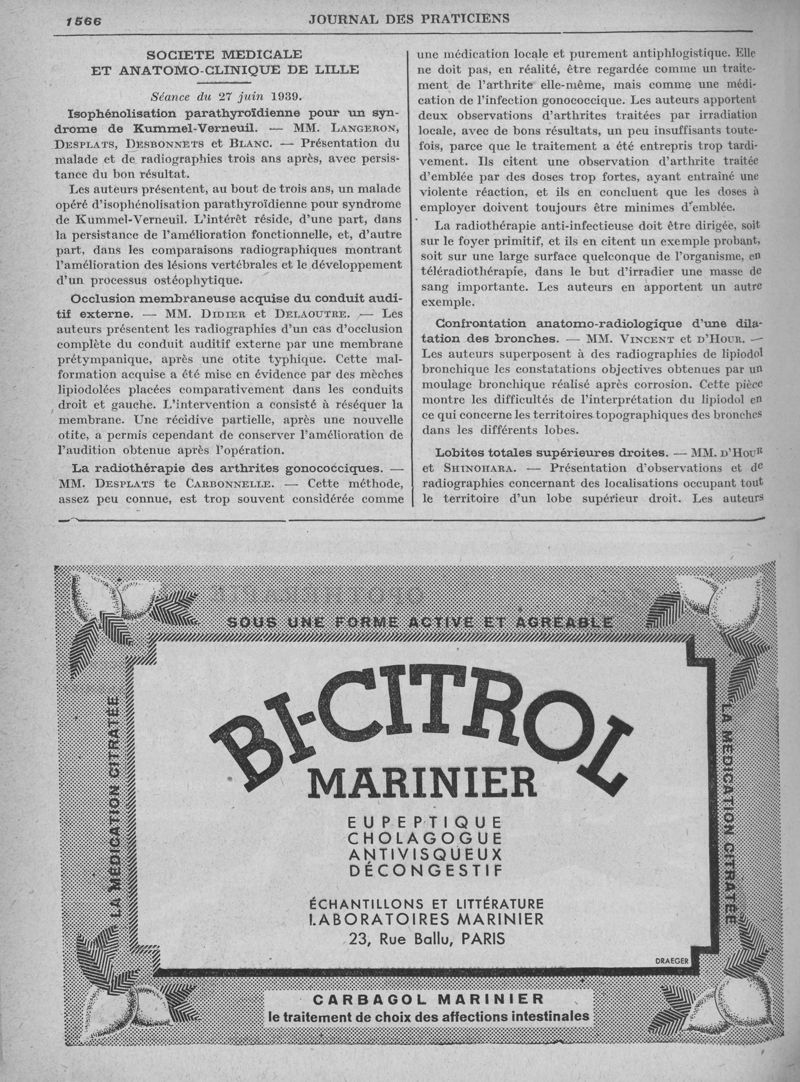 1566
JOURNAL DES PRATICIENS
SOCIETE MEDICALE
ET ANATOMO-CLINIQUE DE LILLE
Séance du 27 juin 1939.
Isophénolisation parathyroïdienne pour un syn-
drome de Kummel-Verneuil. — MM. LANGERON,
DESPLATS, DESBONNETS et BLANC. — Présentation du
malade et de radiographies trois ans après, avec persis-
tance du bon résultat.
Les auteurs présentent, au bout de trois ans, un malade
opéré d'isophénolisation parathyroïdienne pour syndrome
de Kummel-Verneuil. L'intérêt réside, d'une part, dans
la persistance de l'amélioration fonctionnelle et, d'autre
part, dans les comparaisons radiographiques montrant
l'amélioration des lésions vertébrales et le développement
d'un processus ostéophytique.
Occlusion membraneuse acquise du conduit audi-
tif externe. — MM. DIDIER et DELAOUTRE. — Les
auteurs présentent les radiographies d'un cas d'occlusion
complète du conduit auditif externe par une membrane
prétympanique, après une otite typhique. Cette mal-
formation acquise a été mise en évidence par des mèches
lipiodolées placées comparativement dans les conduits
droit et gauche. L'intervention a consisté à réséquer la
membrane. Une récidive partielle, après une nouvelle
otite, a permis cependant de conserver l'amélioration de
l'audition obtenue après l'opération.
La radiothérapie des arthrites gonococciques. —
MM. DESPLATS te CARBONNELLE. — Cette méthode,
assez peu connue, est trop souvent considérée comme
une médication locale et purement antiphlogistique. Elle
ne doit pas, en réalité, être regardée comme un traite-
ment de l'arthrite elle-même, mais comme une médi-
cation de l'infection gonococcique. Les auteurs apportent
deux observations d'arthrites traitées par irradiation
locale, avec de bons résultats, un peu insuffisants toute-
fois, parce que le traitement a été entrepris trop tardi-
vement. Ils citent une observation d'arthrite traitée
d'emblée par des doses trop fortes, ayant entraîné une
violente réaction, et ils en concluent que les doses à
employer doivent toujours être minimes d'emblée.
La radiothérapie anti-infectieuse doit être dirigée, soit
sur le foyer primitif, et ils en citent un exemple probant,
soit sur une large surface quelconque de l'organisme, en
téléradiothérapie, dans le but d'irradier une masse de
sang importante. Les auteurs en apportent un autre
exemple.
Confrontation anatomo-radiologique d'une dila-
tation des bronches. — MM. VINCENT et D'HOUR. —
Les auteurs superposent à des radiographies de lipiodol
bronchique les constatations objectives obtenues par un
moulage bronchique réalisé après corrosion. Cette pièce
montre les difficultés de l'interprétation du lipiodol en
ce qui concerne les territoires topographiques des bronches
dans les différents lobes.
Lobites totales supérieures droites. — MM. D'HOUR
et SHINOHARA. — Présentation d'observations et de
radiographies concernant des localisations occupant tout
le territoire d'un lobe supérieur droit. Les auteurs
SOUS UNE FORME ACTIVE ET AGRÉABLE
LA MÉDICATION CITRATÉE
BI-CITROL
MARINIER
EUPEPTIQUE
CHOLAGOGUE
ANTIVISQUEUX
DÉCONGESTIF
ÉCHANTILLONS ET LITTÉRATURE
LABORATOIRES MARINIER
23, Rue Ballu, PARIS
DRAEGER
LA MÉDICATION CITRATÉE
CARBAGOL MARINIER
le traitement de choix des affections intestinales